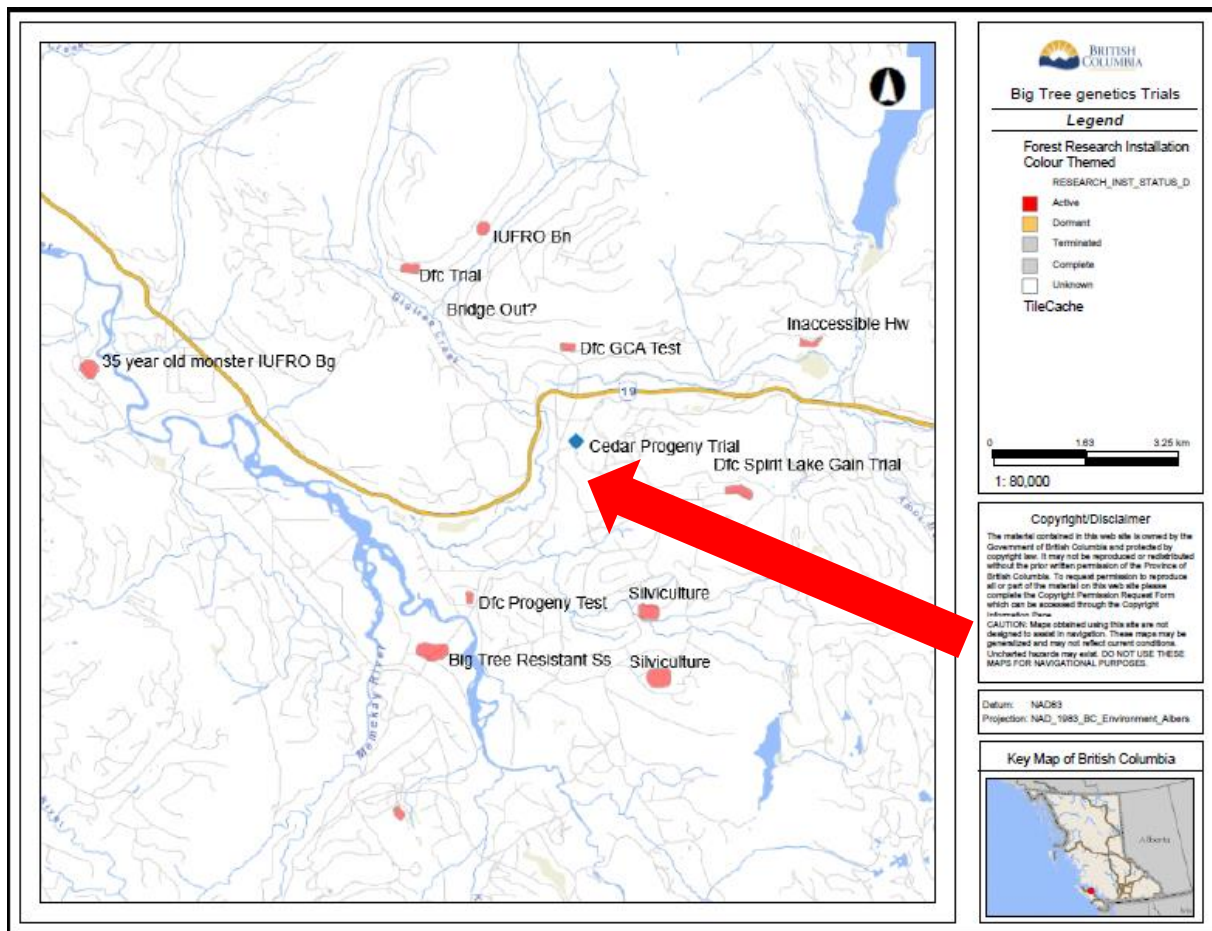 IUFRO Bn
Dfc Trial
Bigtree Creek
Bridge Out?
Inaccessible Hw
35 year old monster IUFRO Bg
Dfc GCA Test
19
Cedar Progeny Trial
Dfc Spirit Lake Gain Trial
Dfc Progeny Test
Silviculture
Big Tree Resistant Ss
Silviculture
Memekay River
BRITISH
COLUMBIA
Big Tree genetics Trials
Legend
Forest Research Installation
Colour Themed
RESEARCH_INST_STATUS_D
Active
Dormant
Terminated
Complete
Unknown
TileCache
0 1.63 3.25 km
1: 80,000
Copyright/Disclaimer
The material contained in this web site is owned by the
Government of British Columbia and protected by
copyright law. It may not be reproduced or redistributed
without the prior written permission of the Province of
British Columbia. To request permission to reproduce
all or part of the material on this web site please
complete the Copyright Permission Request Form
which can be accessed through the Copyright
Information Page
CAUTION: Maps obtained using this site are not
designed to assist in navigation. These maps may be
generalized and may not reflect current conditions.
Uncharted hazards may exist. DO NOT USE THESE
MAPS FOR NAVIGATIONAL PURPOSES.
Datum: NAD83
Projection: NAD_1983_BC_Environment_Albers
Key Map of British Columbia
Alberta